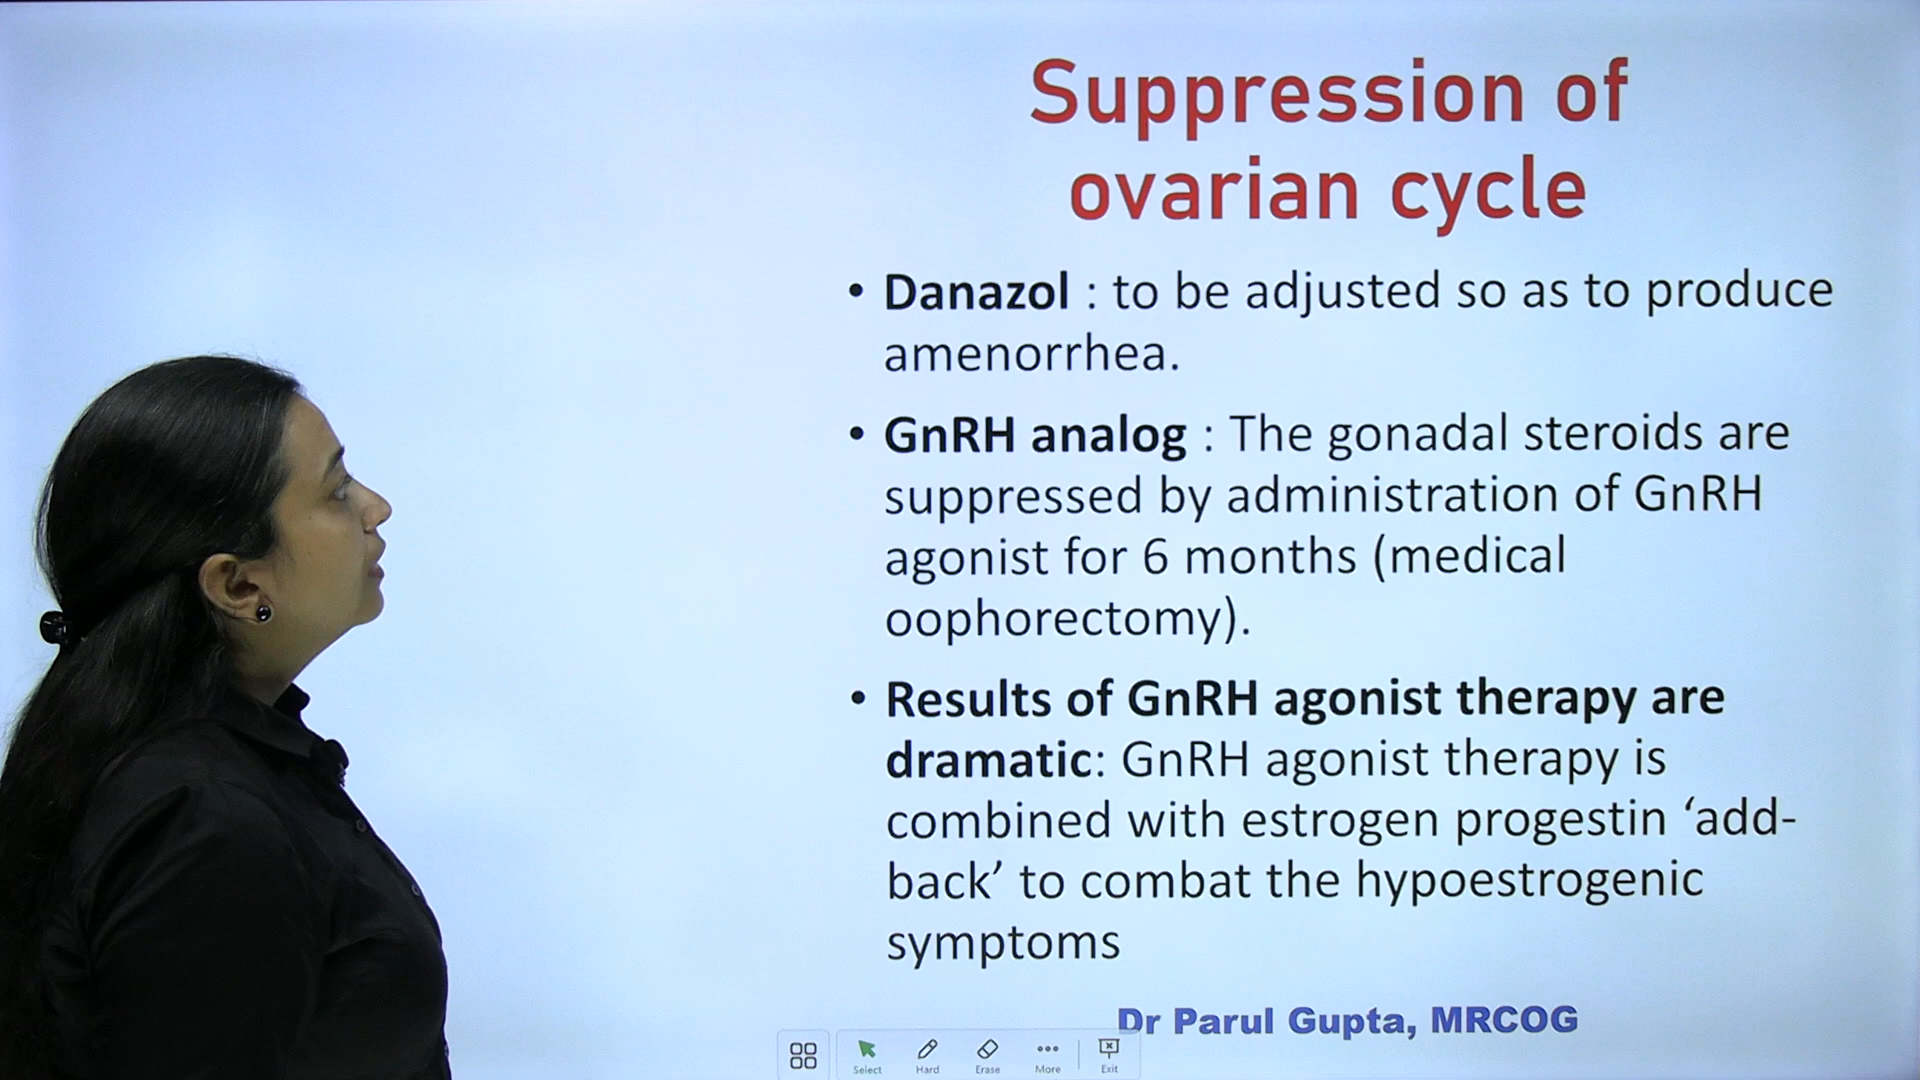 Suppression of
ovarian cycle
• Danazol : to be adjusted so as to produce
amenorrhea.
• GnRH analog : The gonadal steroids are
suppressed by administration of GnRH
agonist for 6 months (medical
oophorectomy).
• Results of GnRH agonist therapy are
dramatic: GnRH agonist therapy is
combined with estrogen progestin ‘add-
back’ to combat the hypoestrogenic
symptoms
Dr Parul Gupta, MRCOG
Select Hard Erase More Exit